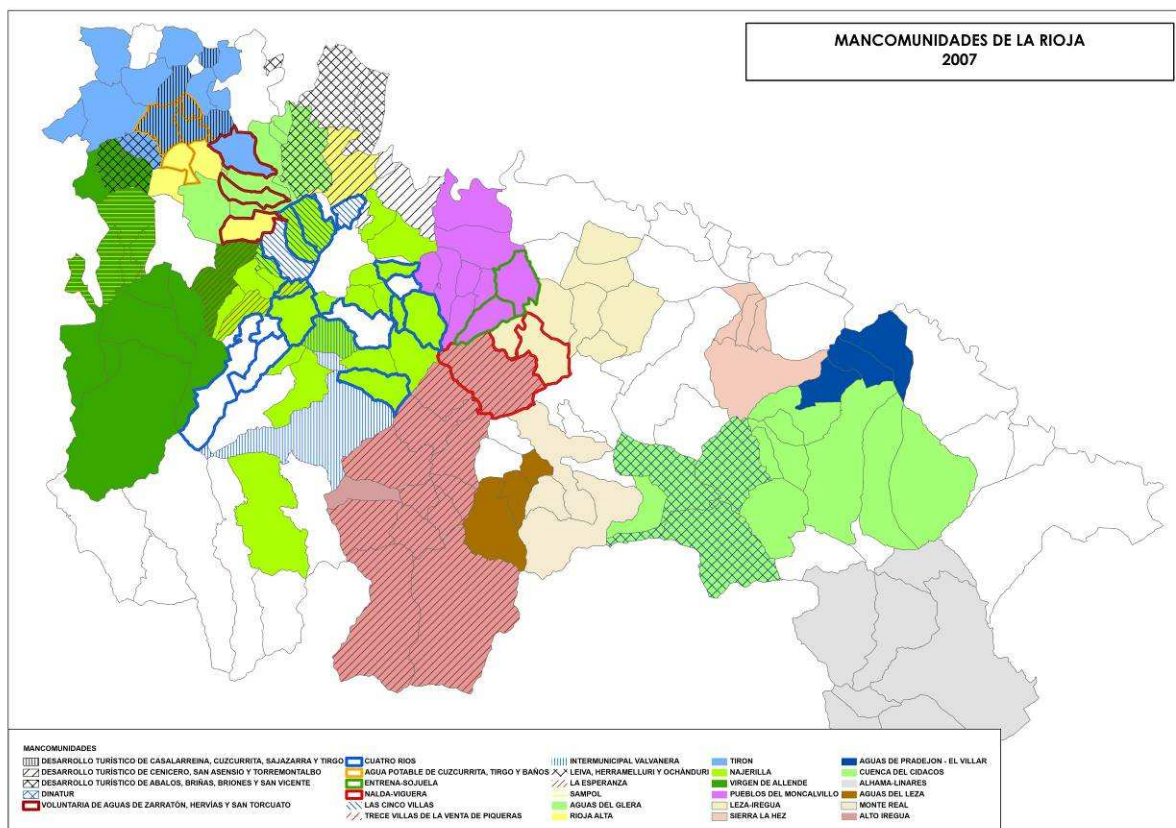 MANCOMUNIDADES DE LA RIOJA
2007
MANCOMUNIDADES
DESARROLLO TURÍSTICO DE CASALARREINA, CUZCURRITA, SAJAZARRA Y TIRGO
DESARROLLO TURÍSTICO DE CENICERO, SAN ASENSIO Y TORREMONTALBO
DESARROLLO TURÍSTICO DE ABALOS, BRIÑAS, BRIONES Y SAN VICENTE
DINATUR
VOLUNTARIA DE AGUAS DE ZARRATÓN, HERVÍAS Y SAN TORCUATO
CUATRO RIOS
AGUA POTABLE DE CUZCURRITA, TIRGO Y BAÑOS
ENTRENA-SOJUELA
NALDA-VIGUERA
LAS CINCO VILLAS
TRECE VILLAS DE LA VENTA DE PIQUERAS
INTERMUNICIPAL VALVANERA
LEIVA, HERRAMELLURI Y OCHÁNDURI
LA ESPERANZA
SAMPOL
AGUAS DEL GLERA
RIOJA ALTA
TIRON
NAJERILLA
VIRGEN DE ALLENDE
PUEBLOS DEL MONCALVILLO
LEZA-IREGUA
SIERRA LA HEZ
AGUAS DE PRADEJON - EL VILLAR
CUENCA DEL CIDACOS
ALHAMA-LINARES
AGUAS DEL LEZA
MONTE REAL
ALTO IREGUA